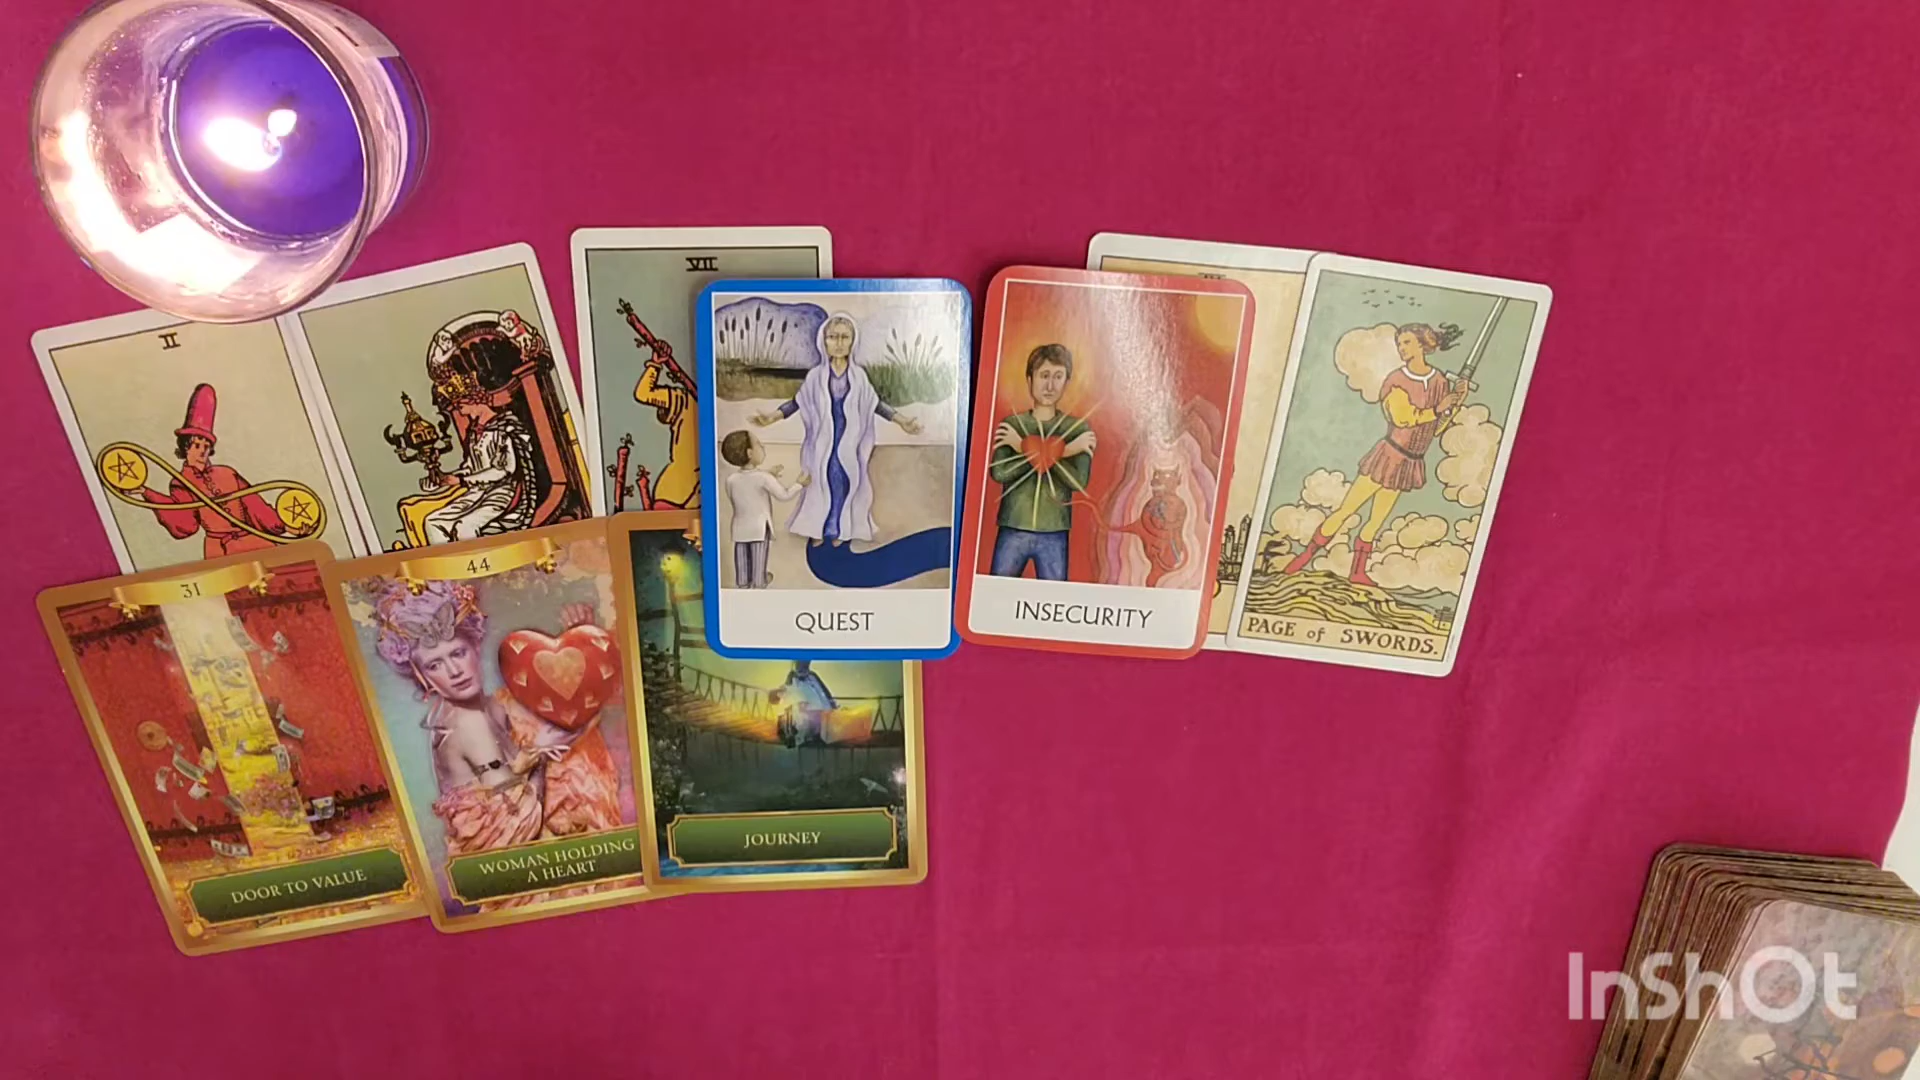 VII
II
QUEST
INSECURITY
PAGE of SWORDS.
31
44
DOOR TO VALUE
WOMAN HOLDING
A HEART
JOURNEY
InShOt